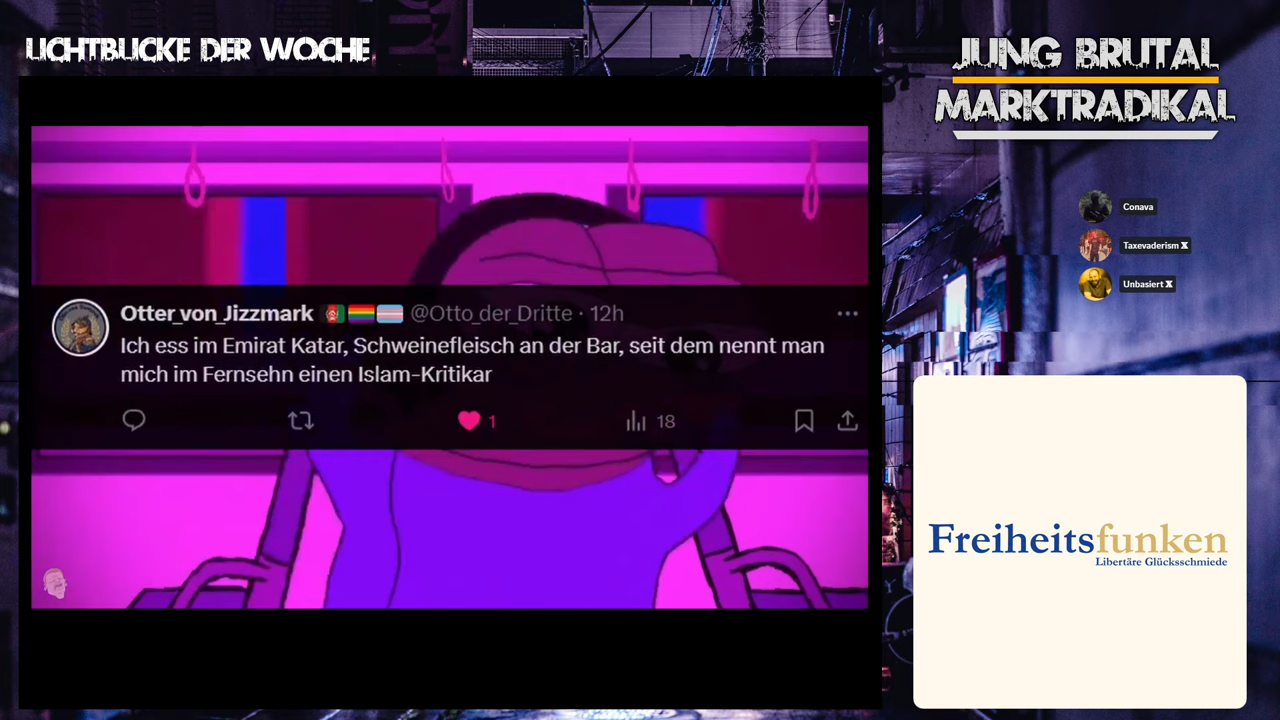 LICHTBLICKE DER WOCHE
JUNG BRUTAL
MARKTRADIKAL
Conava
Taxevaderism X
Unbasiert X
Otter_von_Jizzmark 🇦🇫🏳️‍🌈🏳️‍⚧️ @Otto_der_Dritte · 12h
Ich ess im Emirat Katar, Schweinefleisch an der Bar, seit dem nennt man
mich im Fernsehn einen Islam-Kritikar
1 18
Freiheitsfunken
Libertäre Glücksschmiede